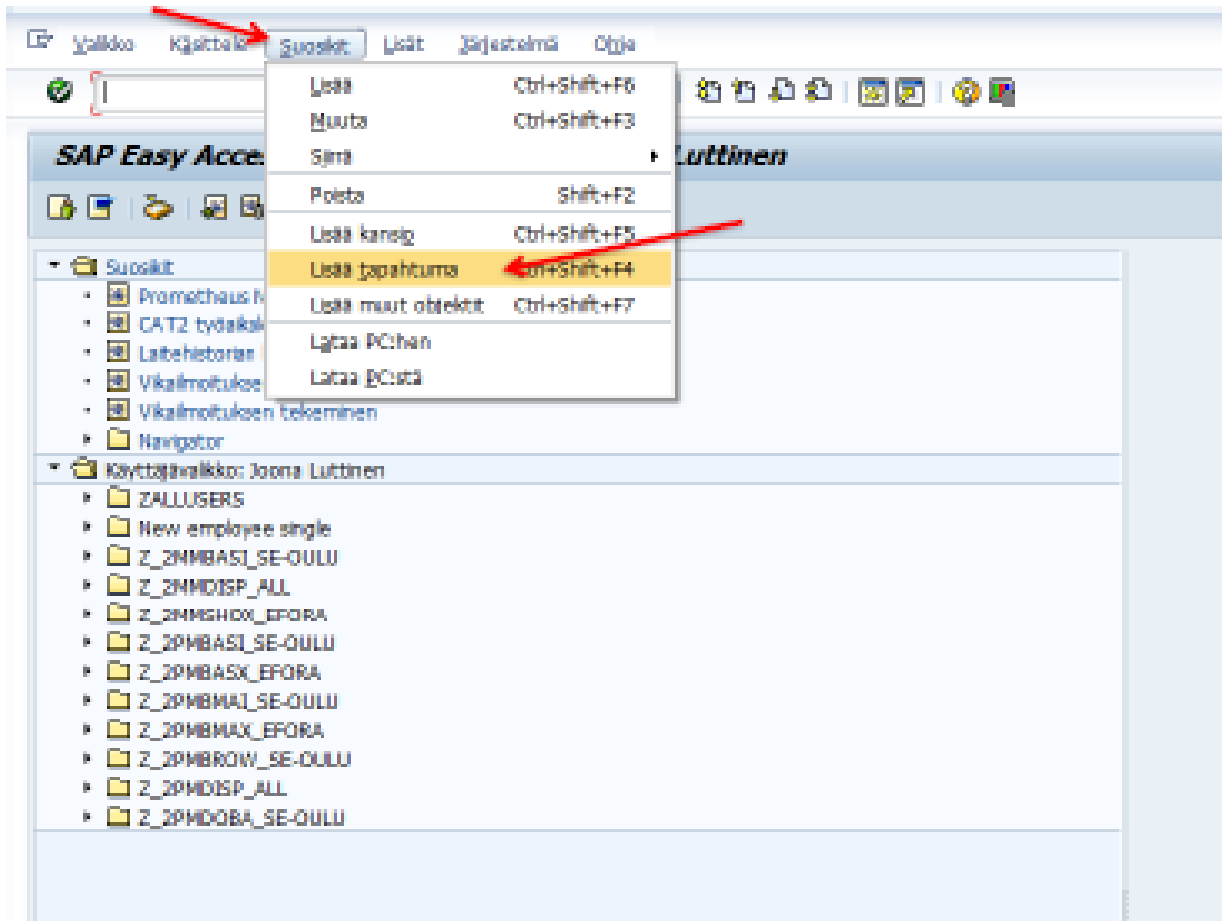 Valikko Käsittele Suosikit Lisät Järjestelmä Ohje
Lisää Ctrl+Shift+F6
Muuta Ctrl+Shift+F3
Siirrä
Poista Shift+F2
Lisää kansio Ctrl+Shift+F5
Lisää tapahtuma Ctrl+Shift+F4
Lisää muut objektit Ctrl+Shift+F7
Lataa PC:hen
Lataa PC:stä
SAP Easy Acce Luttinen
Suosikit
Prometheus
CAT2 työaika
Laitehistorian
Vikailmoitukse
Vikailmoituksen tekeminen
Navigator
Käyttäjävalikko: Joona Luttinen
ZALLUSERS
New employee single
Z_2MMBASI_SE-OULU
Z_2MMDISP_ALL
Z_2MMSHOX_EFORA
Z_2PMBASI_SE-OULU
Z_2PMBASX_EFORA
Z_2PMBMAI_SE-OULU
Z_2PMBMAX_EFORA
Z_2PMBROW_SE-OULU
Z_2PMDISP_ALL
Z_2PMDOBA_SE-OULU